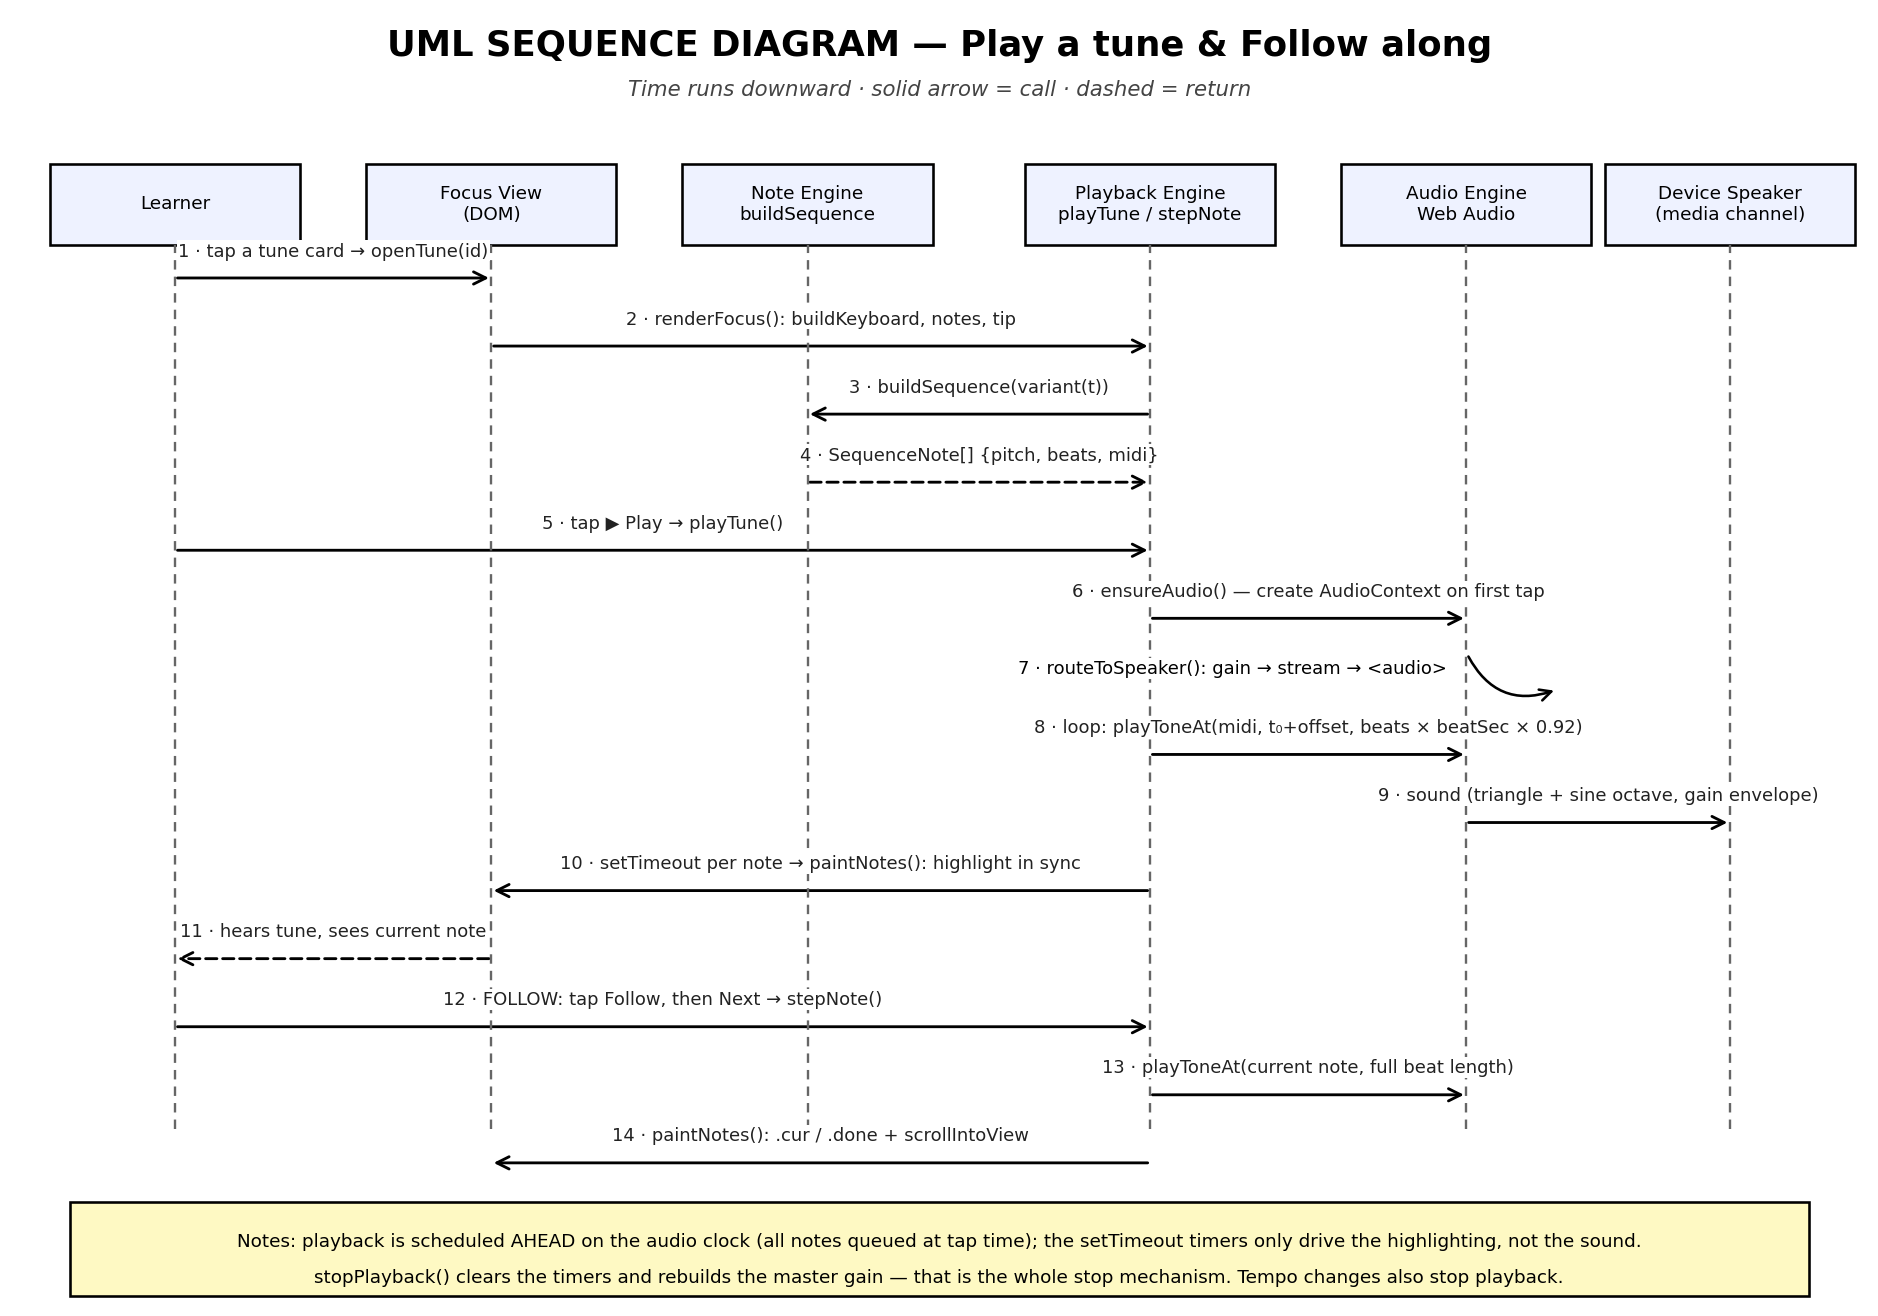 UML SEQUENCE DIAGRAM — Play a tune & Follow along
Time runs downward · solid arrow = call · dashed = return
Learner
Focus View
(DOM)
Note Engine
buildSequence
Playback Engine
playTune / stepNote
Audio Engine
Web Audio
Device Speaker
(media channel)
1 · tap a tune card → openTune(id)
2 · renderFocus(): buildKeyboard, notes, tip
3 · buildSequence(variant(t))
4 · SequenceNote[] {pitch, beats, midi}
5 · tap ▶ Play → playTune()
6 · ensureAudio() — create AudioContext on first tap
7 · routeToSpeaker(): gain → stream → <audio>
8 · loop: playToneAt(midi, t₀+offset, beats × beatSec × 0.92)
9 · sound (triangle + sine octave, gain envelope)
10 · setTimeout per note → paintNotes(): highlight in sync
11 · hears tune, sees current note
12 · FOLLOW: tap Follow, then Next → stepNote()
13 · playToneAt(current note, full beat length)
14 · paintNotes(): .cur / .done + scrollIntoView
Notes: playback is scheduled AHEAD on the audio clock (all notes queued at tap time); the setTimeout timers only drive the highlighting, not the sound.
stopPlayback() clears the timers and rebuilds the master gain — that is the whole stop mechanism. Tempo changes also stop playback.